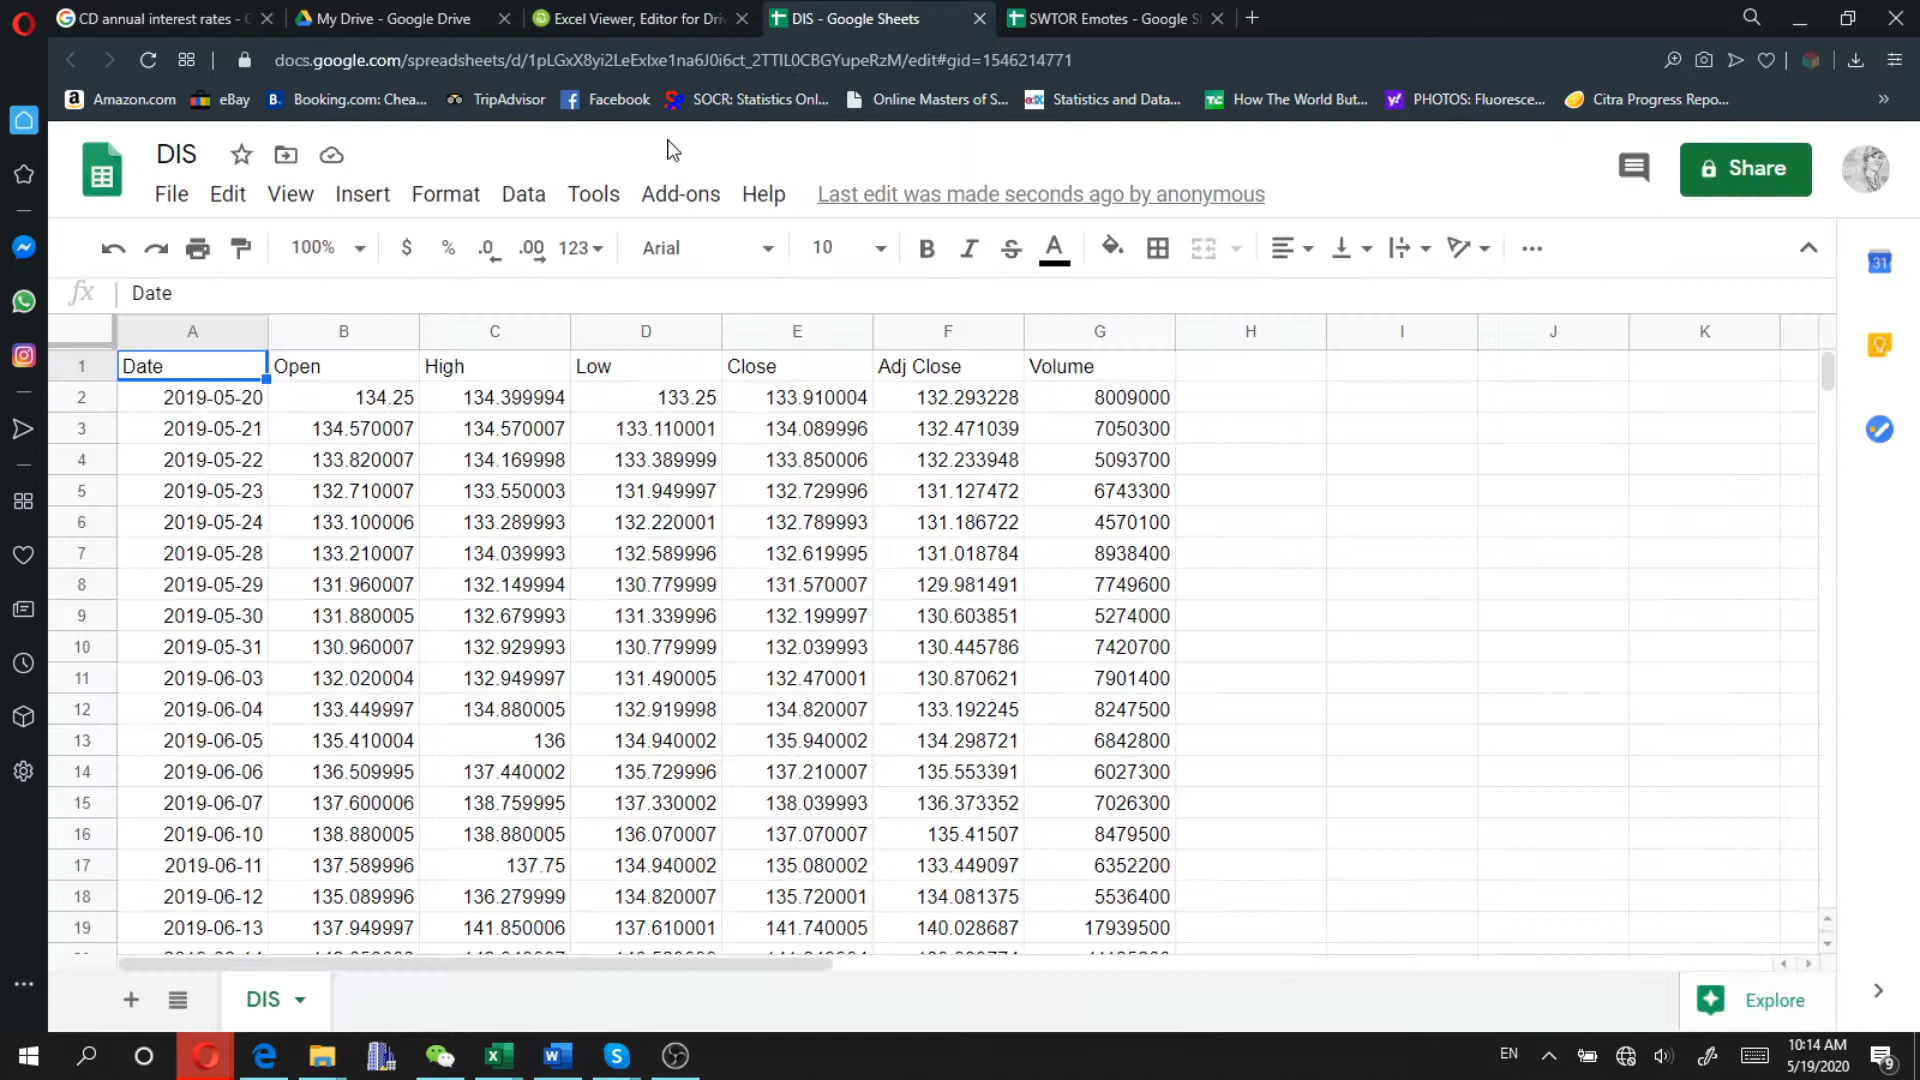 CD annual interest rates -
My Drive - Google Drive
Excel Viewer, Editor for Dri
DIS - Google Sheets
SWTOR Emotes - Google S
docs.google.com/spreadsheets/d/1pLGxX8yi2LeExIxe1na6J0i6ct_2TTIL0CBGYupeRzM/edit#gid=1546214771
Amazon.com
eBay
Booking.com: Chea...
TripAdvisor
Facebook
SOCR: Statistics Onl...
Online Masters of S...
Statistics and Data...
How The World But...
PHOTOS: Fluoresce...
Citra Progress Repo...
DIS
Share
File Edit View Insert Format Data Tools Add-ons Help Last edit was made seconds ago by anonymous
100% $ % .0 .00 123 Arial 10 B I S A
31
fx Date
A B C D E F G H I J K
1 Date Open High Low Close Adj Close Volume
2 2019-05-20 134.25 134.399994 133.25 133.910004 132.293228 8009000
3 2019-05-21 134.570007 134.570007 133.110001 134.089996 132.471039 7050300
4 2019-05-22 133.820007 134.169998 133.389999 133.850006 132.233948 5093700
5 2019-05-23 132.710007 133.550003 131.949997 132.729996 131.127472 6743300
6 2019-05-24 133.100006 133.289993 132.220001 132.789993 131.186722 4570100
7 2019-05-28 133.210007 134.039993 132.589996 132.619995 131.018784 8938400
8 2019-05-29 131.960007 132.149994 130.779999 131.570007 129.981491 7749600
9 2019-05-30 131.880005 132.679993 131.339996 132.199997 130.603851 5274000
10 2019-05-31 130.960007 132.929993 130.779999 132.039993 130.445786 7420700
11 2019-06-03 132.020004 132.949997 131.490005 132.470001 130.870621 7901400
12 2019-06-04 133.449997 134.880005 132.919998 134.820007 133.192245 8247500
13 2019-06-05 135.410004 136 134.940002 135.940002 134.298721 6842800
14 2019-06-06 136.509995 137.440002 135.729996 137.210007 135.553391 6027300
15 2019-06-07 137.600006 138.759995 137.330002 138.039993 136.373352 7026300
16 2019-06-10 138.880005 138.880005 136.070007 137.070007 135.41507 8479500
17 2019-06-11 137.589996 137.75 134.940002 135.080002 133.449097 6352200
18 2019-06-12 135.089996 136.279999 134.820007 135.720001 134.081375 5536400
19 2019-06-13 137.949997 141.850006 137.610001 141.740005 140.028687 17939500
DIS
Explore
EN
10:14 AM
5/19/2020
9